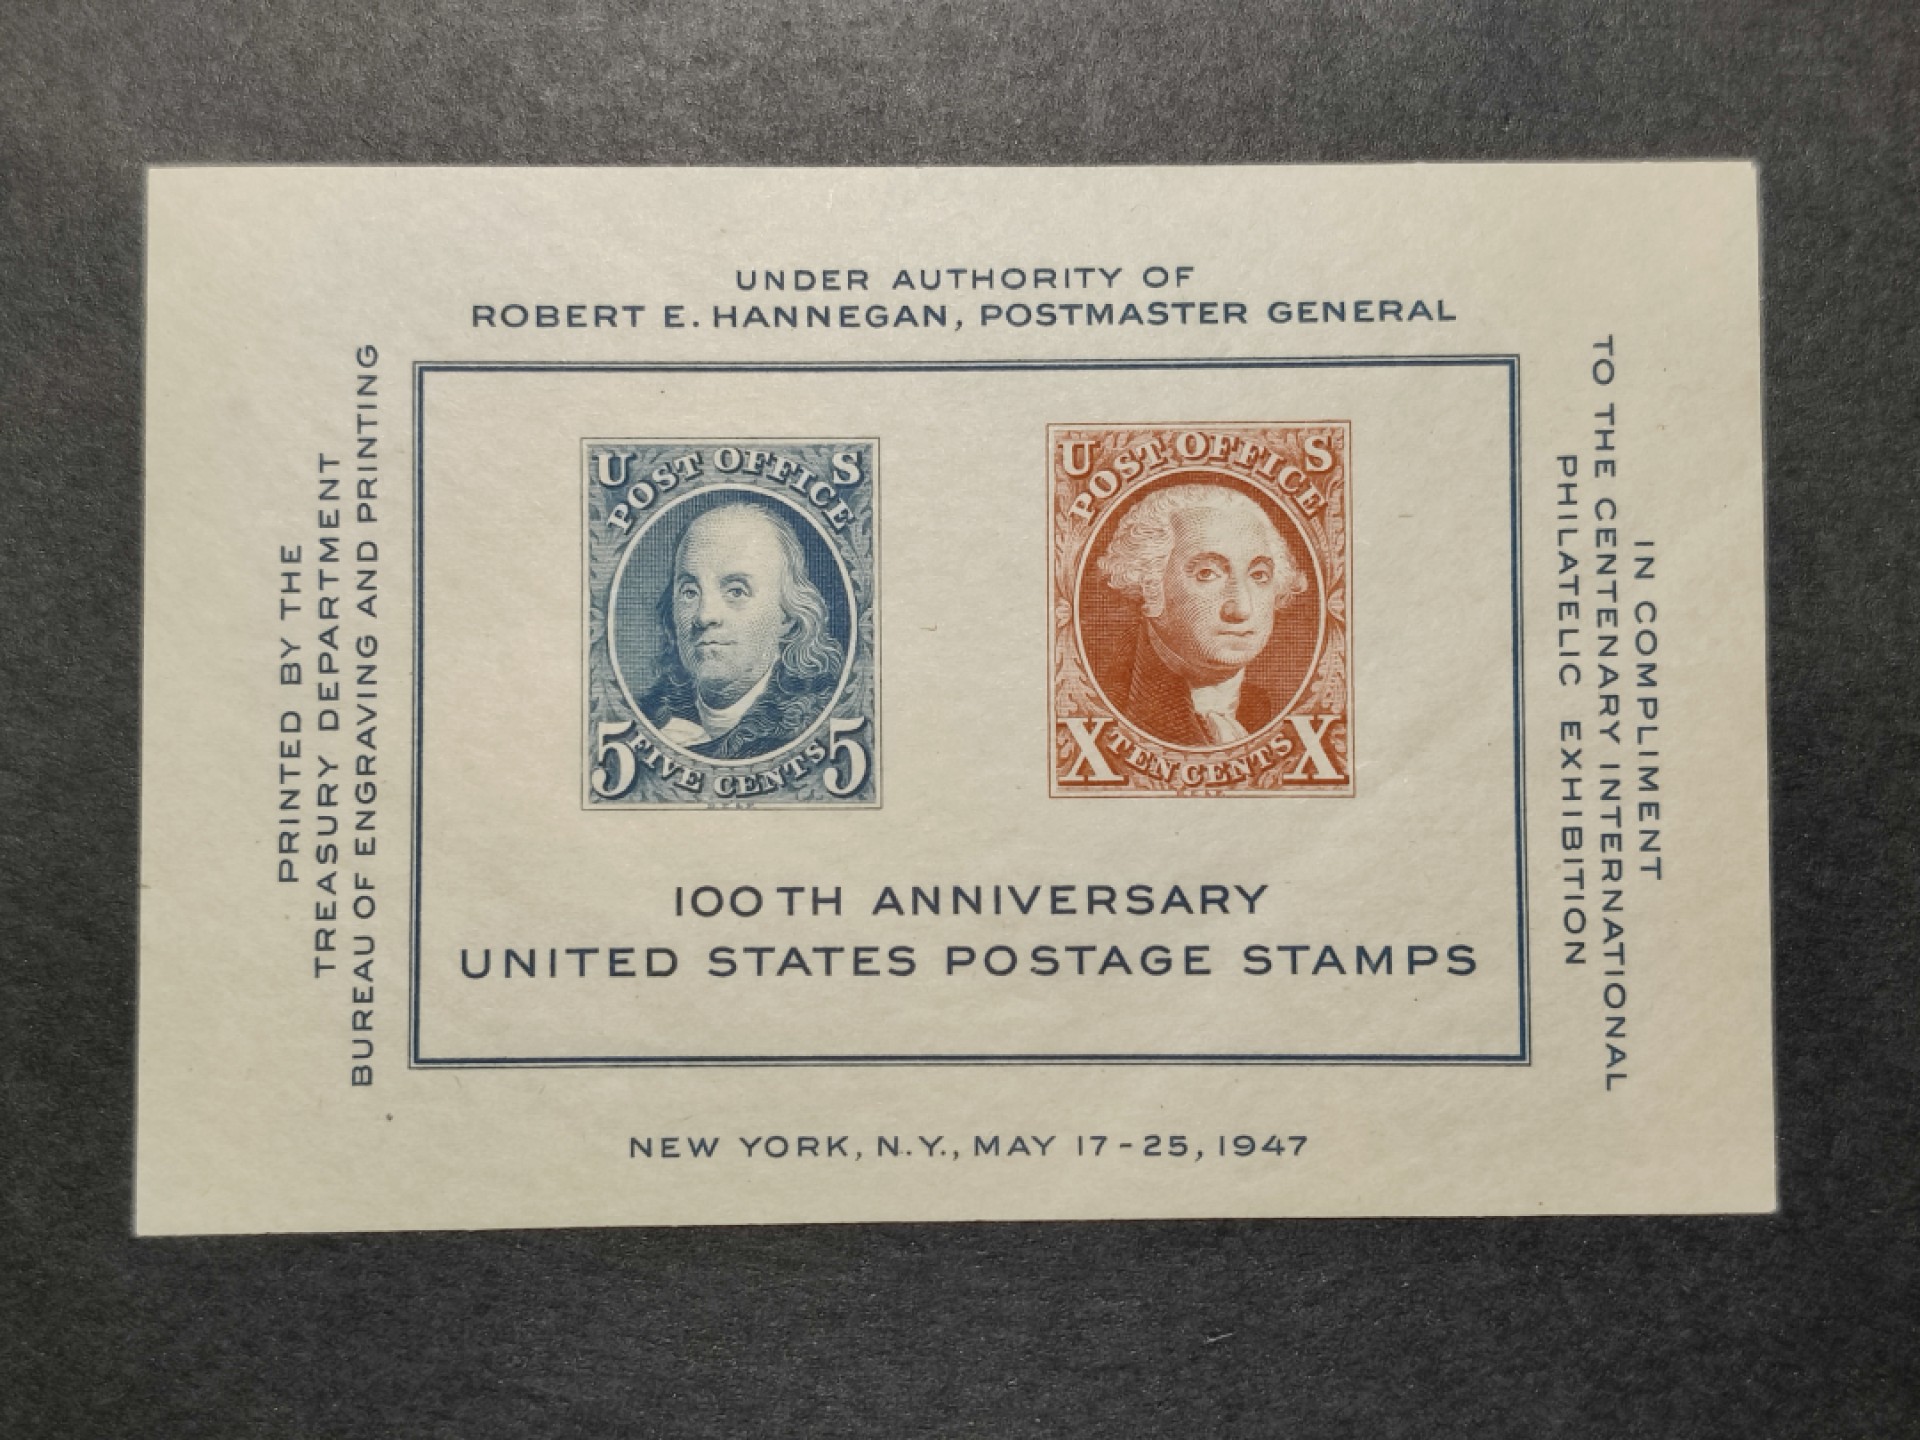 UNDER AUTHORITY OF
ROBERT E. HANNEGAN, POSTMASTER GENERAL
PRINTED BY THE
TREASURY DEPARTMENT
BUREAU OF ENGRAVING AND PRINTING
U S
POST OFFICE
5 FIVE CENTS 5
U S
POST OFFICE
X TEN CENTS X
100TH ANNIVERSARY
UNITED STATES POSTAGE STAMPS
IN COMPLIMENT
TO THE CENTENARY INTERNATIONAL
PHILATELIC EXHIBITION
NEW YORK, N.Y., MAY 17-25, 1947